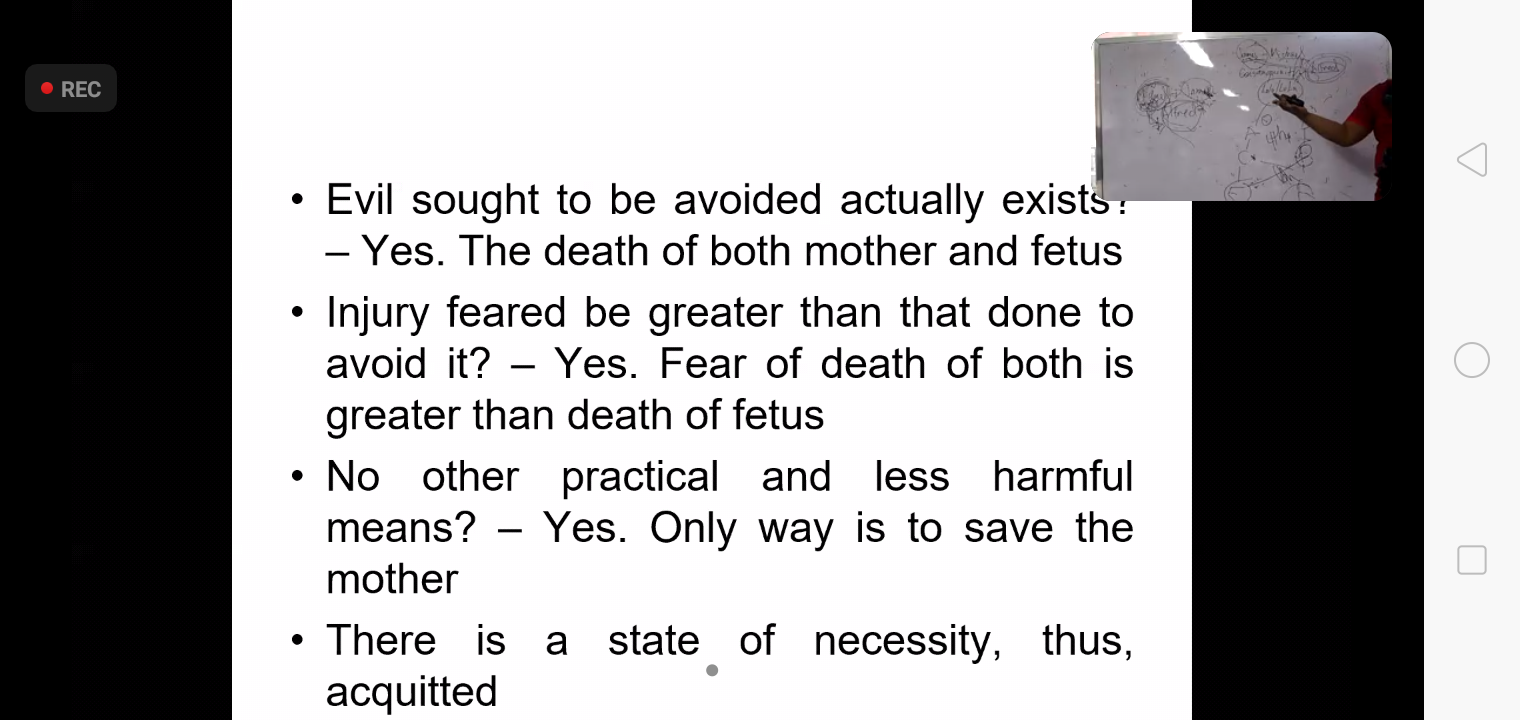 REC
• Evil sought to be avoided actually exists?
– Yes. The death of both mother and fetus
• Injury feared be greater than that done to
avoid it? – Yes. Fear of death of both is
greater than death of fetus
• No other practical and less harmful
means? – Yes. Only way is to save the
mother
• There is a state of necessity, thus,
acquitted